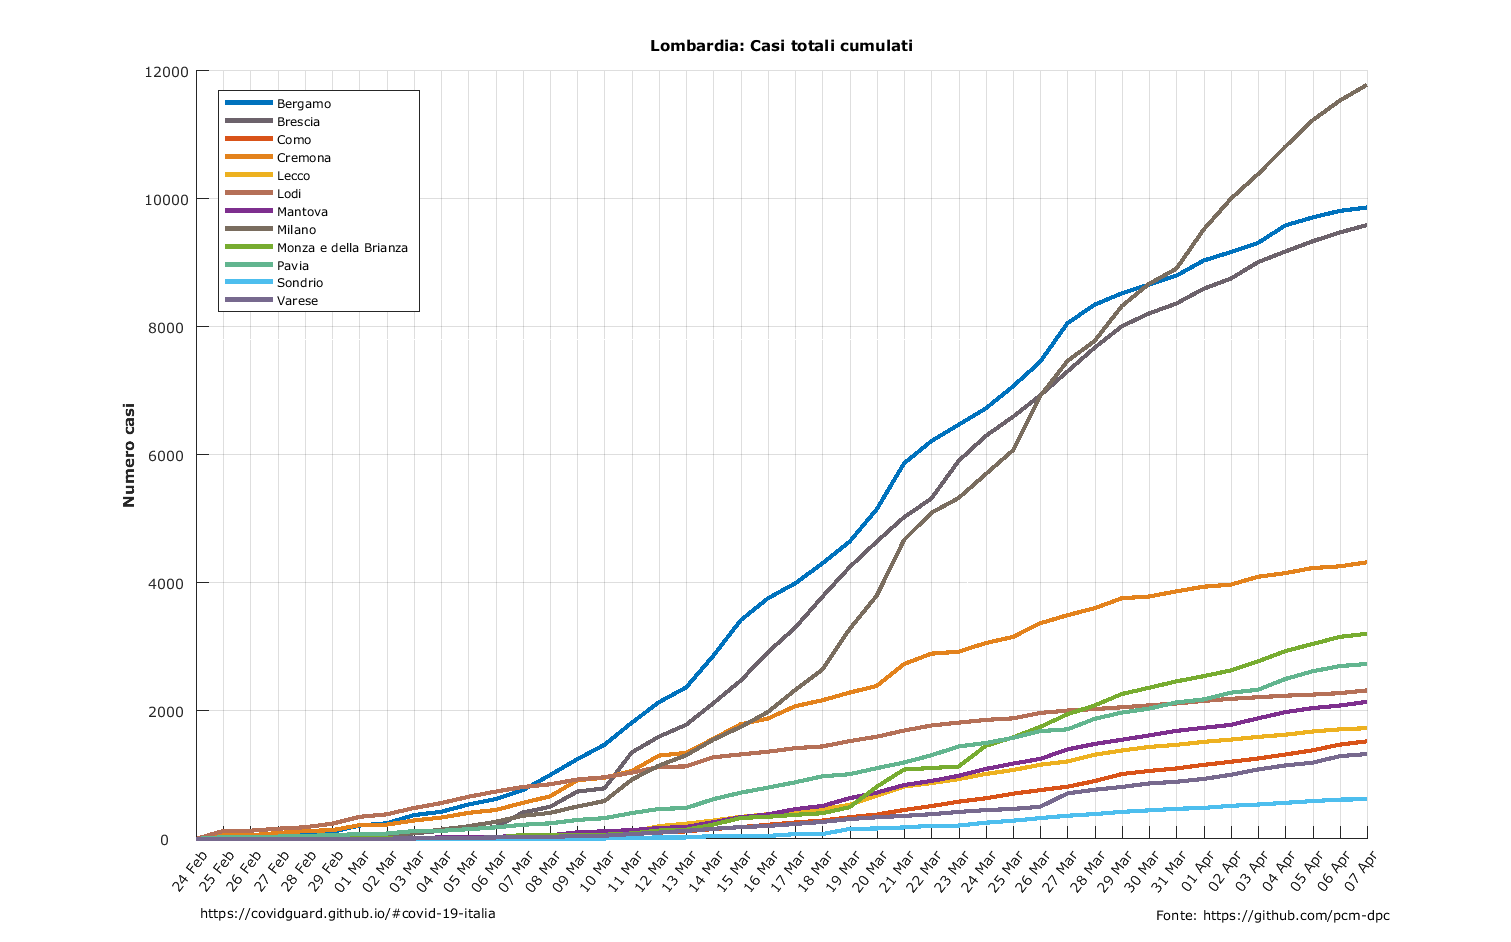 Lombardia: Casi totali cumulati
12000
10000
8000
6000
4000
2000
0
Numero casi
Bergamo
Brescia
Como
Cremona
Lecco
Lodi
Mantova
Milano
Monza e della Brianza
Pavia
Sondrio
Varese
24 Feb
25 Feb
26 Feb
27 Feb
28 Feb
29 Feb
01 Mar
02 Mar
03 Mar
04 Mar
05 Mar
06 Mar
07 Mar
08 Mar
09 Mar
10 Mar
11 Mar
12 Mar
13 Mar
14 Mar
15 Mar
16 Mar
17 Mar
18 Mar
19 Mar
20 Mar
21 Mar
22 Mar
23 Mar
24 Mar
25 Mar
26 Mar
27 Mar
28 Mar
29 Mar
30 Mar
31 Mar
01 Apr
02 Apr
03 Apr
04 Apr
05 Apr
06 Apr
07 Apr
https://covidguard.github.io/#covid-19-italia
Fonte: https://github.com/pcm-dpc